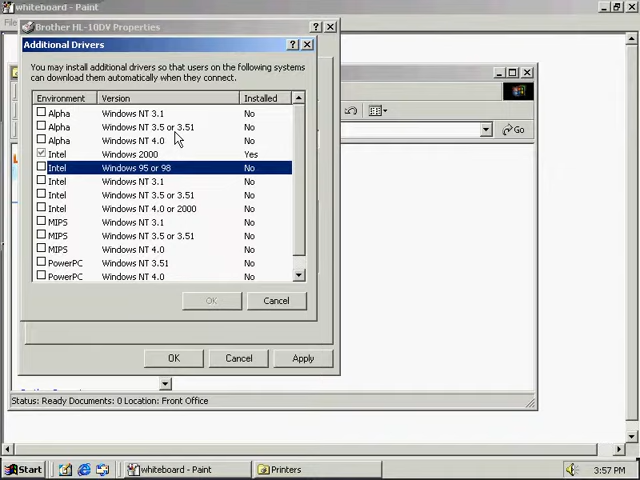 whiteboard - Paint
File
Brother HL-10DV Properties
Additional Drivers
You may install additional drivers so that users on the following systems
can download them automatically when they connect.
Environment Version Installed
Alpha Windows NT 3.1 No
Alpha Windows NT 3.5 or 3.51 No
Alpha Windows NT 4.0 No
Intel Windows 2000 Yes
Intel Windows 95 or 98 No
Intel Windows NT 3.1 No
Intel Windows NT 3.5 or 3.51 No
Intel Windows NT 4.0 or 2000 No
MIPS Windows NT 3.1 No
MIPS Windows NT 3.5 or 3.51 No
MIPS Windows NT 4.0 No
PowerPC Windows NT 3.51 No
PowerPC Windows NT 4.0 No
OK Cancel
Go
OK Cancel Apply
Status: Ready Documents: 0 Location: Front Office
Start whiteboard - Paint Printers 3:57 PM